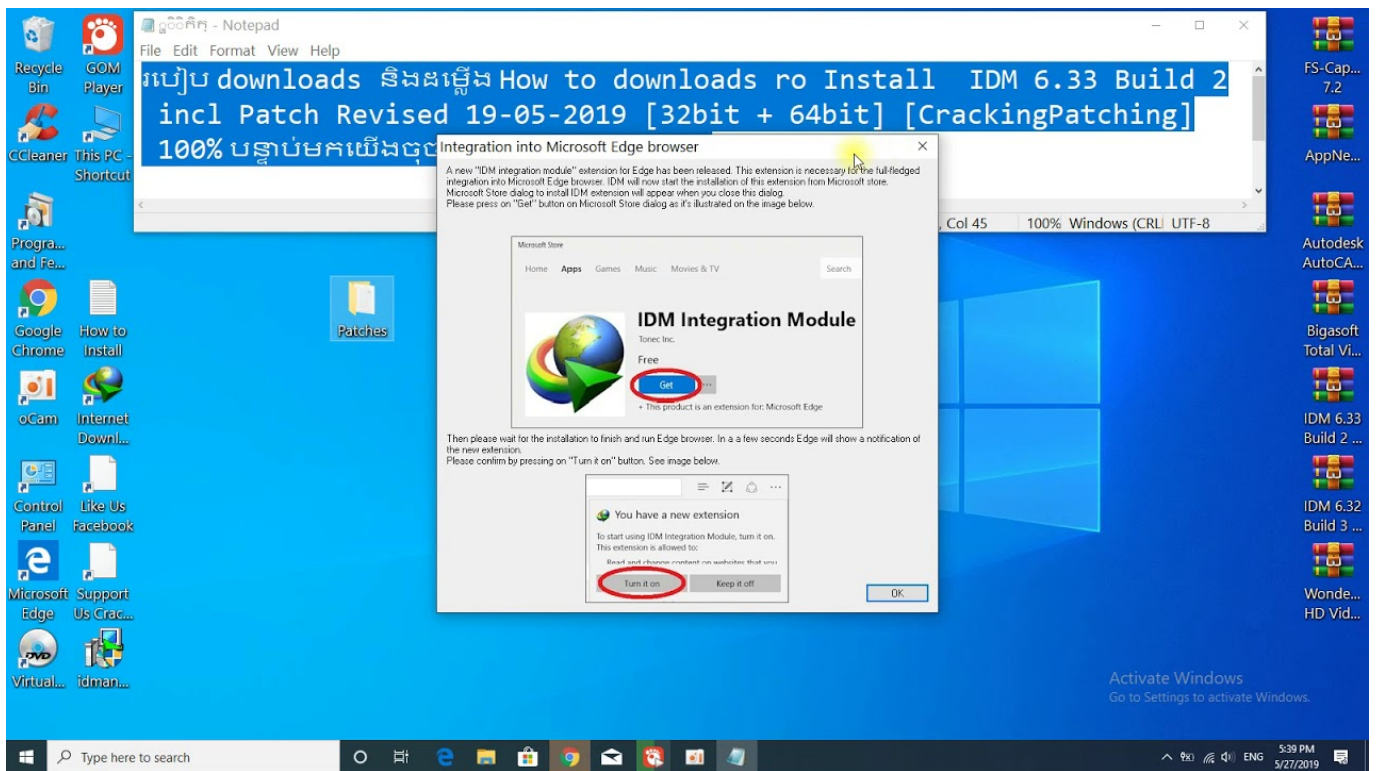 ្ពូិិកិក្ - Notepad
File Edit Format View Help
របៀប downloads និងដម្លើង How to downloads ro Install IDM 6.33 Build 2
incl Patch Revised 19-05-2019 [32bit + 64bit] [CrackingPatching]
100% បន្ទាប់មកយើងចុច
, Col 45 100% Windows (CRL UTF-8
Recycle Bin
GOM Player
CCleaner
This PC - Shortcut
Progra... and Fe...
Google Chrome
How to Install
oCam
Internet Downl...
Control Panel
Like Us Facebook
Microsoft Edge
Support Us Crac...
Virtual...
idman...
Patches
Integration into Microsoft Edge browser
A new "IDM integration module" extension for Edge has been released. This extension is necessary for the full-fledged
integration into Microsoft Edge browser. IDM will now start the installation of this extension from Microsoft store.
Microsoft Store dialog to install IDM extension will appear when you close this dialog.
Please press on "Get" button on Microsoft Store dialog as it's illustrated on the image below.
Microsoft Store
Home Apps Games Music Movies & TV Search
IDM Integration Module
Tonec Inc.
Free
Get ...
+ This product is an extension for: Microsoft Edge
Then please wait for the installation to finish and run Edge browser. In a a few seconds Edge will show a notification of
the new extension.
Please confirm by pressing on "Turn it on" button. See image below.
You have a new extension
To start using IDM Integration Module, turn it on.
This extension is allowed to:
Read and change content on websites that you
Turn it on Keep it off
OK
FS-Cap... 7.2
AppNe...
Autodesk AutoCA...
Bigasoft Total Vi...
IDM 6.33 Build 2 ...
IDM 6.32 Build 3 ...
Wonde... HD Vid...
Activate Windows
Go to Settings to activate Windows.
Type here to search
ENG
5:39 PM
5/27/2019